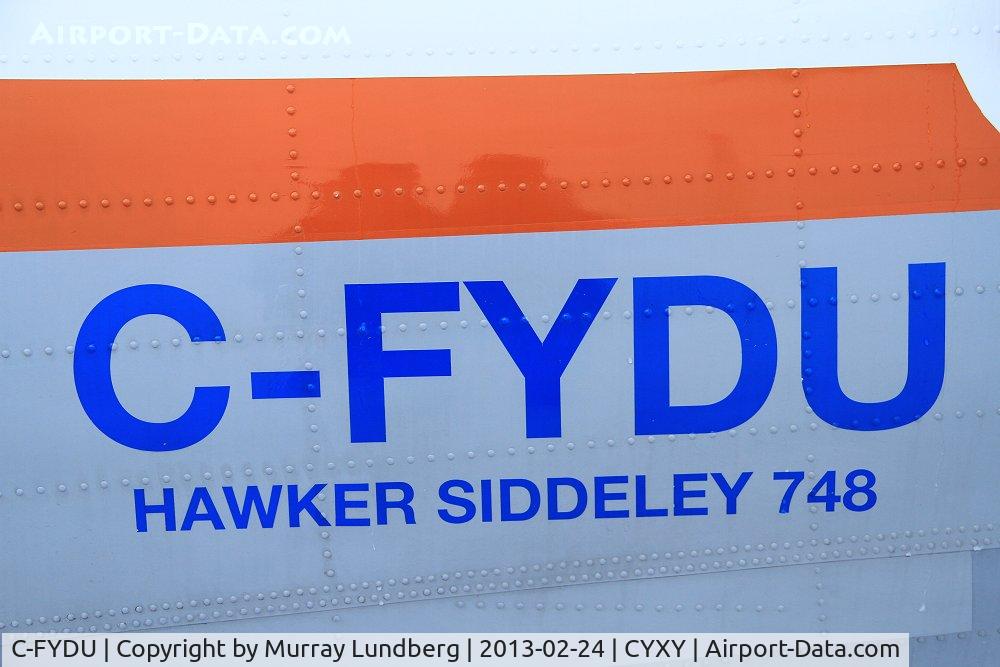 Airport-Data.com
C-FYDU
HAWKER SIDDELEY 748
C-FYDU | Copyright by Murray Lundberg | 2013-02-24 | CYXY | Airport-Data.com